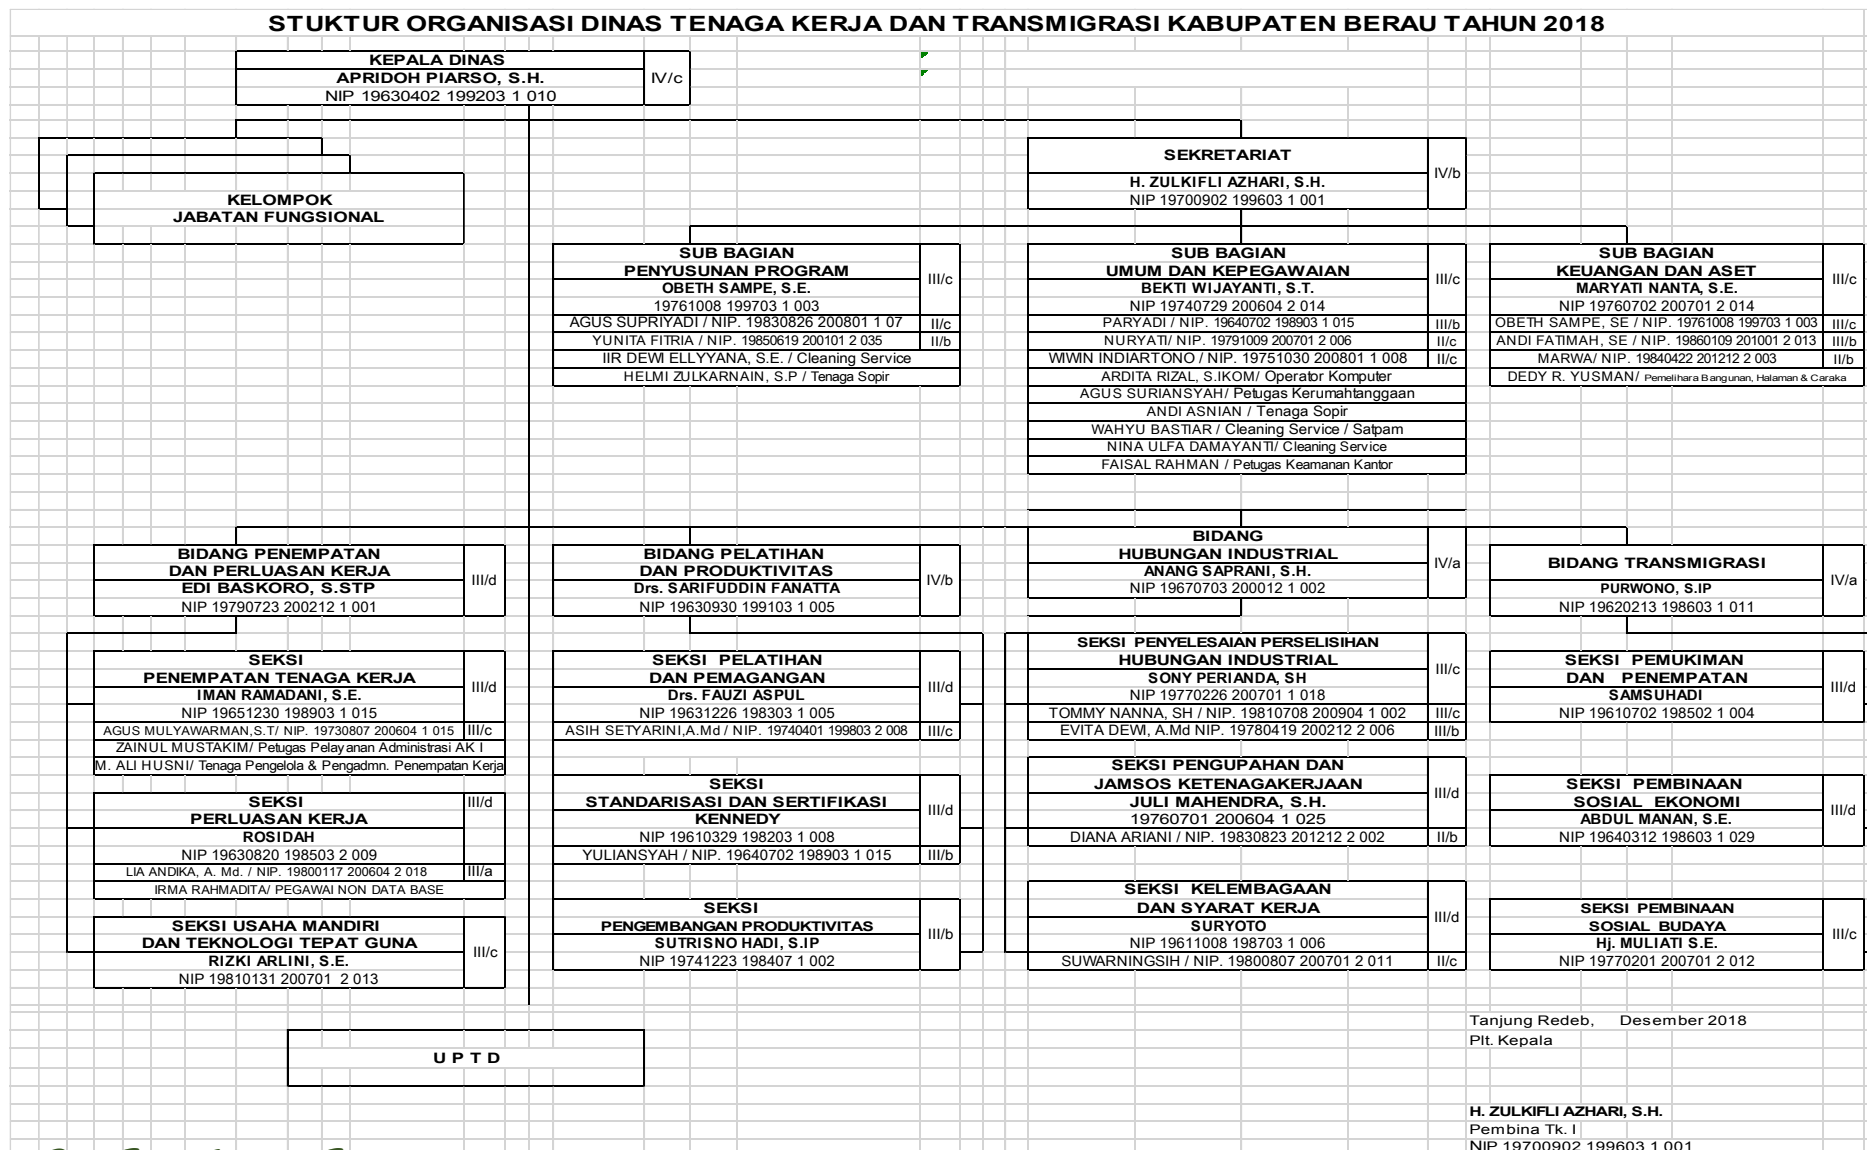 STUKTUR ORGANISASI DINAS TENAGA KERJA DAN TRANSMIGRASI KABUPATEN BERAU TAHUN 2018
KEPALA DINAS
APRIDOH PIARSO, S.H.
NIP 19630402 199203 1 010
IV/c
KELOMPOK
JABATAN FUNGSIONAL
SEKRETARIAT
H. ZULKIFLI AZHARI, S.H.
NIP 19700902 199603 1 001
IV/b
SUB BAGIAN
PENYUSUNAN PROGRAM
OBETH SAMPE, S.E.
19761008 199703 1 003
III/c
AGUS SUPRIYADI / NIP. 19830826 200801 1 07 II/c
YUNITA FITRIA / NIP. 19850619 200101 2 035 II/b
IIR DEWI ELLYYANA, S.E. / Cleaning Service
HELMI ZULKARNAIN, S.P / Tenaga Sopir
SUB BAGIAN
UMUM DAN KEPEGAWAIAN
BEKTI WIJAYANTI, S.T.
NIP 19740729 200604 2 014
III/c
PARYADI / NIP. 19640702 198903 1 015 III/b
NURYATI/ NIP. 19791009 200701 2 006 II/c
WIWIN INDIARTONO / NIP. 19751030 200801 1 008 II/c
ARDITA RIZAL, S.IKOM/ Operator Komputer
AGUS SURIANSYAH/ Petugas Kerumahtanggaan
ANDI ASNIAN / Tenaga Sopir
WAHYU BASTIAR / Cleaning Service / Satpam
NINA ULFA DAMAYANTI/ Cleaning Service
FAISAL RAHMAN / Petugas Keamanan Kantor
SUB BAGIAN
KEUANGAN DAN ASET
MARYATI NANTA, S.E.
NIP 19760702 200701 2 014
III/c
OBETH SAMPE, SE / NIP. 19761008 199703 1 003 III/c
ANDI FATIMAH, SE / NIP. 19860109 201001 2 013 III/b
MARWA/ NIP. 19840422 201212 2 003 II/b
DEDY R. YUSMAN/ Pemelihara Bangunan, Halaman & Caraka
BIDANG PENEMPATAN
DAN PERLUASAN KERJA
EDI BASKORO, S.STP
NIP 19790723 200212 1 001
III/d
BIDANG PELATIHAN
DAN PRODUKTIVITAS
Drs. SARIFUDDIN FANATTA
NIP 19630930 199103 1 005
IV/b
BIDANG
HUBUNGAN INDUSTRIAL
ANANG SAPRANI, S.H.
NIP 19670703 200012 1 002
IV/a
BIDANG TRANSMIGRASI
PURWONO, S.IP
NIP 19620213 198603 1 011
IV/a
SEKSI
PENEMPATAN TENAGA KERJA
IMAN RAMADANI, S.E.
NIP 19651230 198903 1 015
III/d
AGUS MULYAWARMAN,S.T/ NIP. 19730807 200604 1 015 III/c
ZAINUL MUSTAKIM/ Petugas Pelayanan Administrasi AK I
M. ALI HUSNI/ Tenaga Pengelola & Pengadmn. Penempatan Kerja
SEKSI
PERLUASAN KERJA
ROSIDAH
NIP 19630820 198503 2 009
III/d
LIA ANDIKA, A. Md. / NIP. 19800117 200604 2 018 III/a
IRMA RAHMADITA/ PEGAWAI NON DATA BASE
SEKSI USAHA MANDIRI
DAN TEKNOLOGI TEPAT GUNA
RIZKI ARLINI, S.E.
NIP 19810131 200701 2 013
III/c
SEKSI PELATIHAN
DAN PEMAGANGAN
Drs. FAUZI ASPUL
NIP 19631226 198303 1 005
III/d
ASIH SETYARINI,A.Md / NIP. 19740401 199803 2 008 III/c
SEKSI
STANDARISASI DAN SERTIFIKASI
KENNEDY
NIP 19610329 198203 1 008
III/d
YULIANSYAH / NIP. 19640702 198903 1 015 III/b
SEKSI
PENGEMBANGAN PRODUKTIVITAS
SUTRISNO HADI, S.IP
NIP 19741223 198407 1 002
III/b
SEKSI PENYELESAIAN PERSELISIHAN
HUBUNGAN INDUSTRIAL
SONY PERIANDA, SH
NIP 19770226 200701 1 018
III/c
TOMMY NANNA, SH / NIP. 19810708 200904 1 002 III/c
EVITA DEWI, A.Md NIP. 19780419 200212 2 006 III/b
SEKSI PENGUPAHAN DAN
JAMSOS KETENAGAKERJAAN
JULI MAHENDRA, S.H.
19760701 200604 1 025
III/d
DIANA ARIANI / NIP. 19830823 201212 2 002 II/b
SEKSI KELEMBAGAAN
DAN SYARAT KERJA
SURYOTO
NIP 19611008 198703 1 006
III/d
SUWARNINGSIH / NIP. 19800807 200701 2 011 II/c
SEKSI PEMUKIMAN
DAN PENEMPATAN
SAMSUHADI
NIP 19610702 198502 1 004
III/d
SEKSI PEMBINAAN
SOSIAL EKONOMI
ABDUL MANAN, S.E.
NIP 19640312 198603 1 029
III/d
SEKSI PEMBINAAN
SOSIAL BUDAYA
Hj. MULIATI S.E.
NIP 19770201 200701 2 012
III/c
U P T D
Tanjung Redeb, Desember 2018
Plt. Kepala
H. ZULKIFLI AZHARI, S.H.
Pembina Tk. I
NIP 19700902 199603 1 001